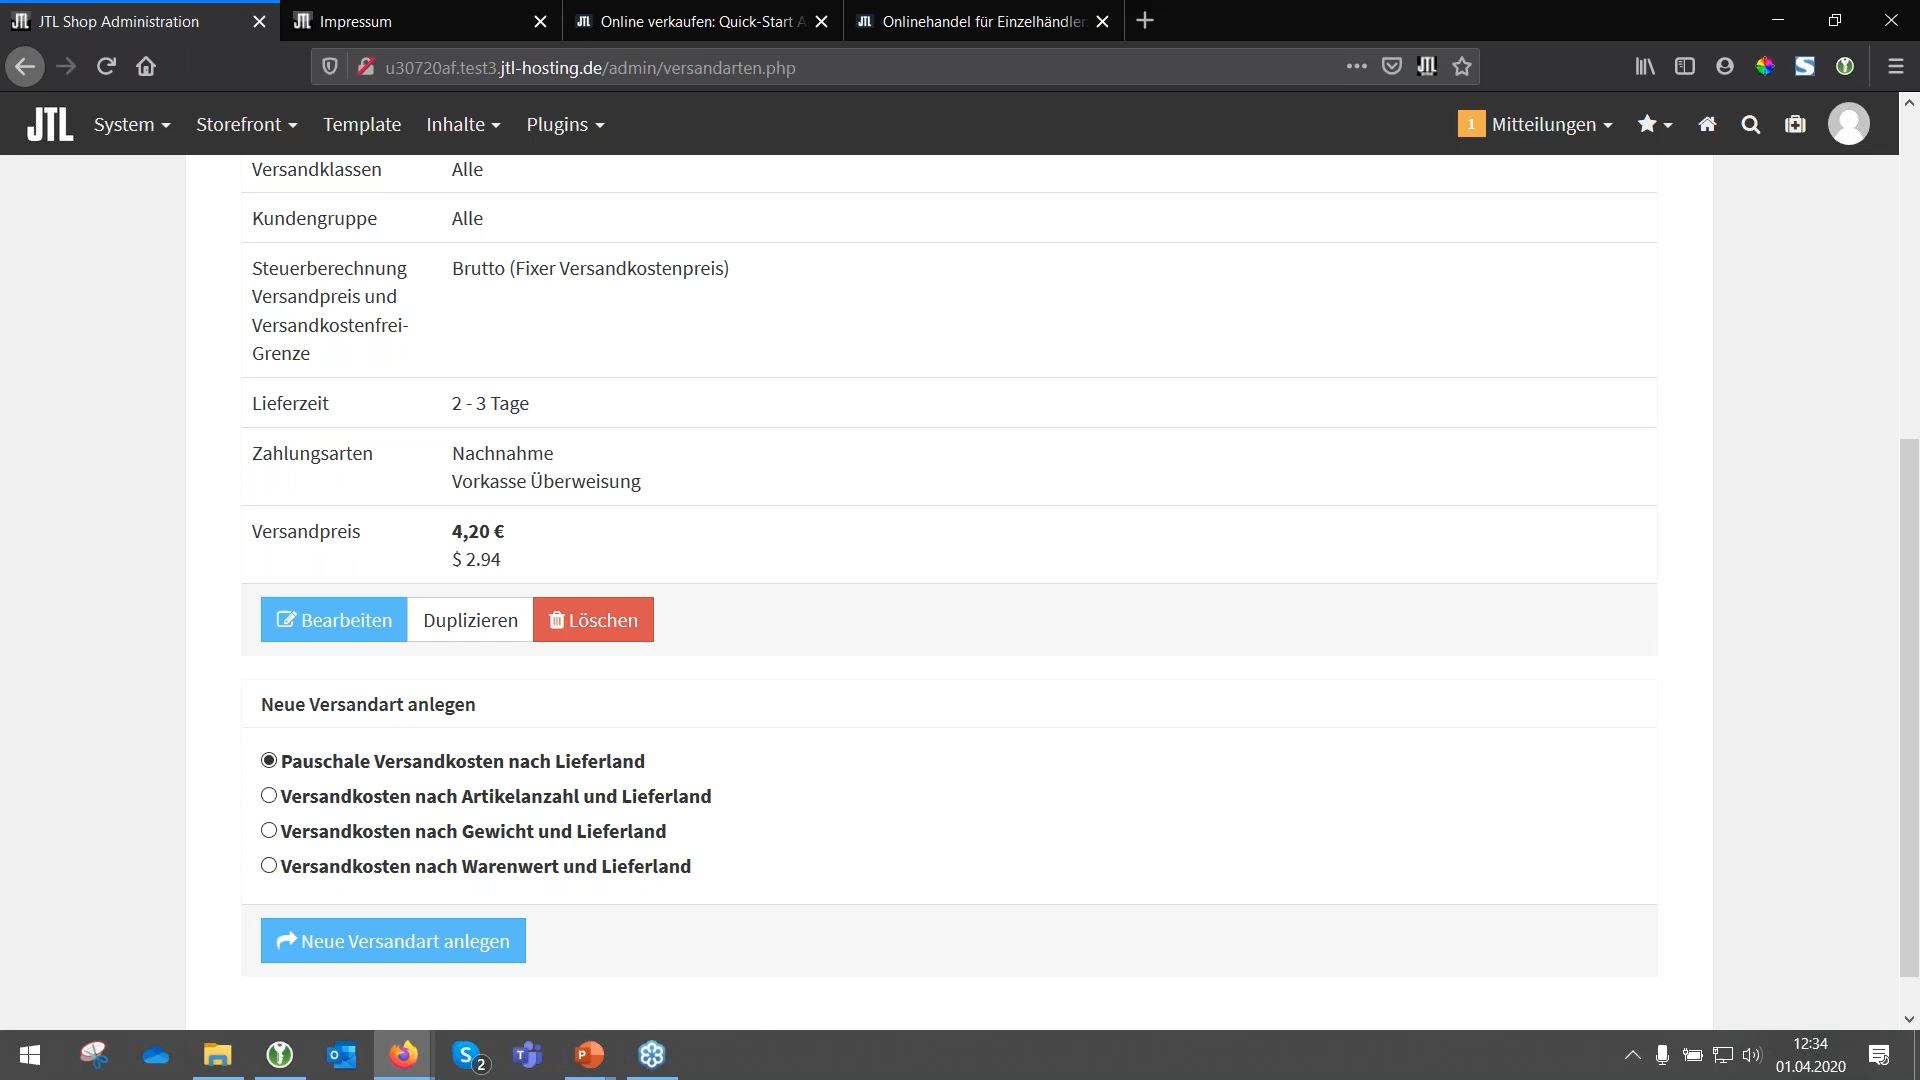 JTL Shop Administration
Impressum
Online verkaufen: Quick-Start A
Onlinehandel für Einzelhändler:
u30720af.test3.jtl-hosting.de/admin/versandarten.php
JTL
System
Storefront
Template
Inhalte
Plugins
1
Mitteilungen
Versandklassen
Alle
Kundengruppe
Alle
Steuerberechnung
Versandpreis und
Versandkostenfrei-
Grenze
Brutto (Fixer Versandkostenpreis)
Lieferzeit
2 - 3 Tage
Zahlungsarten
Nachnahme
Vorkasse Überweisung
Versandpreis
4,20 €
$ 2.94
Bearbeiten
Duplizieren
Löschen
Neue Versandart anlegen
Pauschale Versandkosten nach Lieferland
Versandkosten nach Artikelanzahl und Lieferland
Versandkosten nach Gewicht und Lieferland
Versandkosten nach Warenwert und Lieferland
Neue Versandart anlegen
2
12:34
01.04.2020